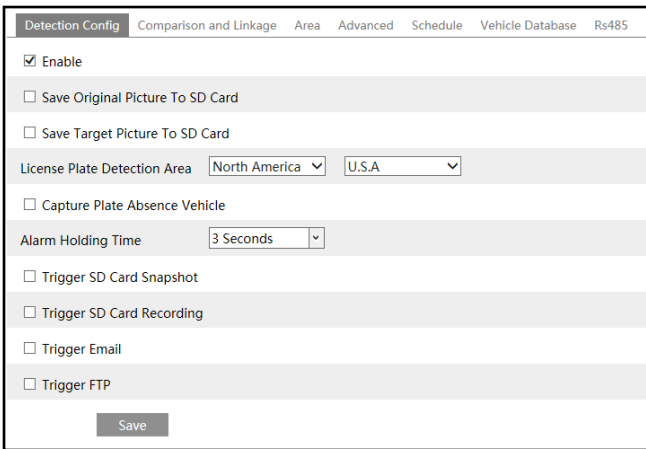 Detection Config Comparison and Linkage Area Advanced Schedule Vehicle Database Rs485
Enable
Save Original Picture To SD Card
Save Target Picture To SD Card
License Plate Detection Area North America U.S.A
Capture Plate Absence Vehicle
Alarm Holding Time 3 Seconds
Trigger SD Card Snapshot
Trigger SD Card Recording
Trigger Email
Trigger FTP
Save